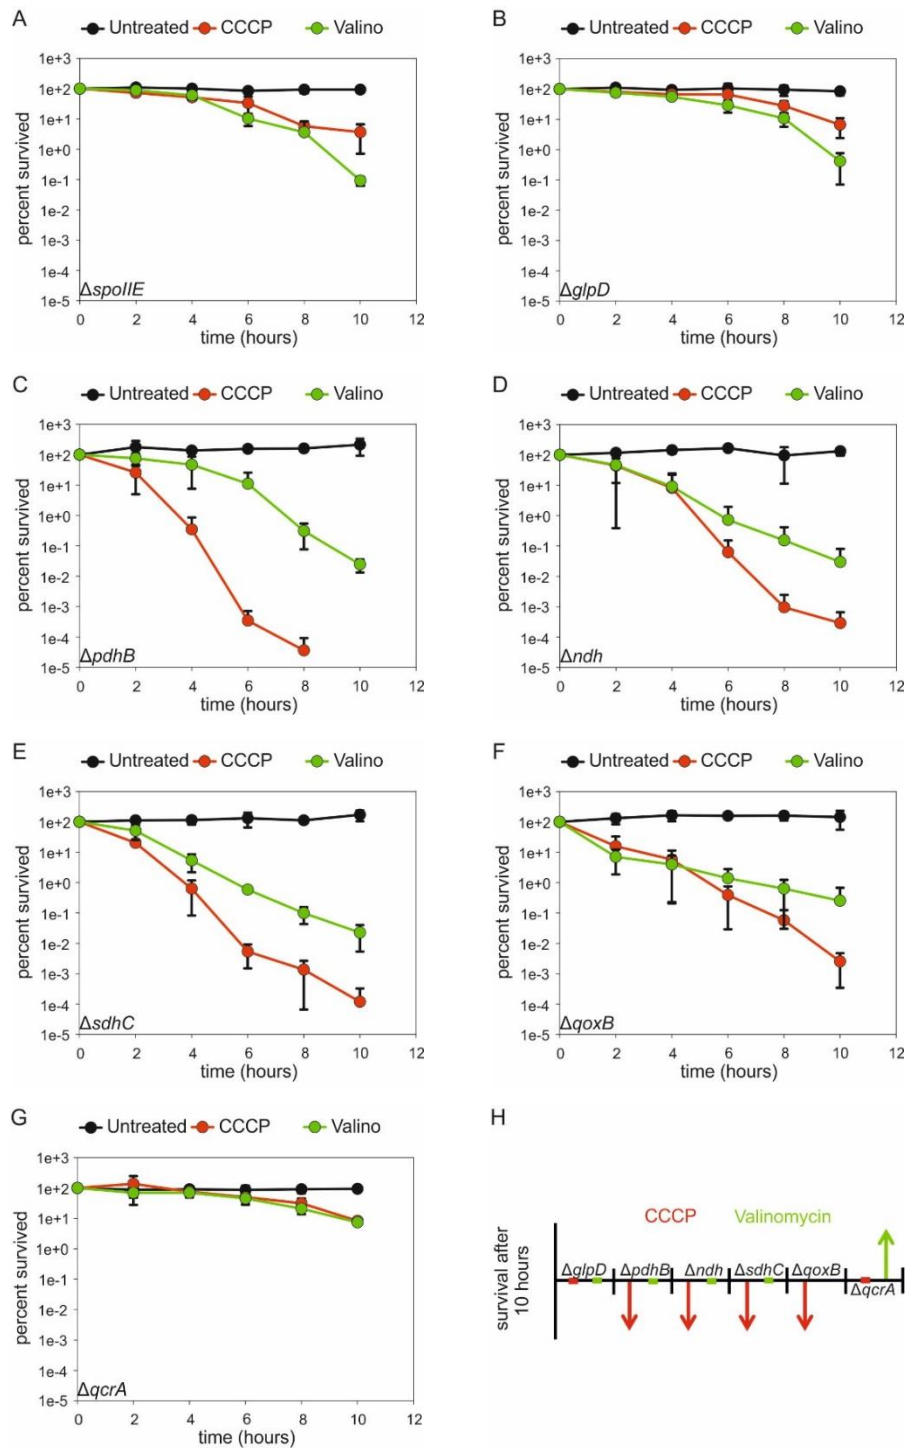 A
B
Untreated CCCP Valino
Untreated CCCP Valino
percent survived
1e+3
1e+2
1e+1
1e+0
1e-1
1e-2
1e-3
1e-4
1e-5
ΔspoIIE
0 2 4 6 8 10 12
time (hours)
percent survived
1e+3
1e+2
1e+1
1e+0
1e-1
1e-2
1e-3
1e-4
1e-5
ΔglpD
0 2 4 6 8 10 12
time (hours)
C
D
Untreated CCCP Valino
Untreated CCCP Valino
percent survived
1e+3
1e+2
1e+1
1e+0
1e-1
1e-2
1e-3
1e-4
1e-5
ΔpdhB
0 2 4 6 8 10 12
time (hours)
percent survived
1e+3
1e+2
1e+1
1e+0
1e-1
1e-2
1e-3
1e-4
1e-5
Δndh
0 2 4 6 8 10 12
time (hours)
E
F
Untreated CCCP Valino
Untreated CCCP Valino
percent survived
1e+3
1e+2
1e+1
1e+0
1e-1
1e-2
1e-3
1e-4
1e-5
ΔsdhC
0 2 4 6 8 10 12
time (hours)
percent survived
1e+3
1e+2
1e+1
1e+0
1e-1
1e-2
1e-3
1e-4
1e-5
ΔqoxB
0 2 4 6 8 10 12
time (hours)
G
H
Untreated CCCP Valino
percent survived
1e+3
1e+2
1e+1
1e+0
1e-1
1e-2
1e-3
1e-4
1e-5
ΔqcrA
0 2 4 6 8 10 12
time (hours)
CCCP Valinomycin
survival after
10 hours
ΔglpD ΔpdhB Δndh ΔsdhC ΔqoxB
ΔqcrA